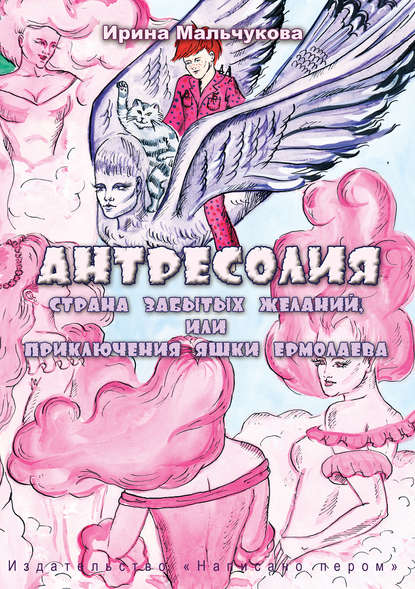 Ирина Мальчукова
АНТРЕСОЛИЯ
СТРАНА ЗАБЫТЫХ ЖЕЛАНИЙ,
ИЛИ
ПРИКЛЮЧЕНИЯ ЯШКИ ЕРМОЛАЕВА
Издательство «Написано пером»